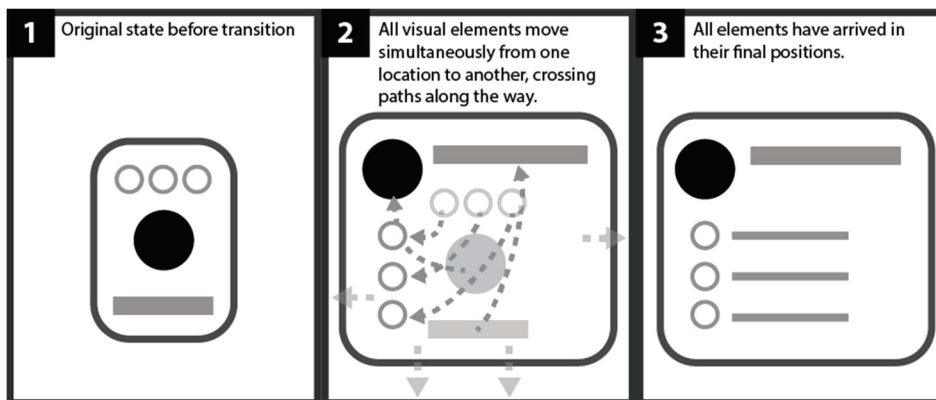 1
Original state before transition
2
All visual elements move
simultaneously from one
location to another, crossing
paths along the way.
3
All elements have arrived in
their final positions.